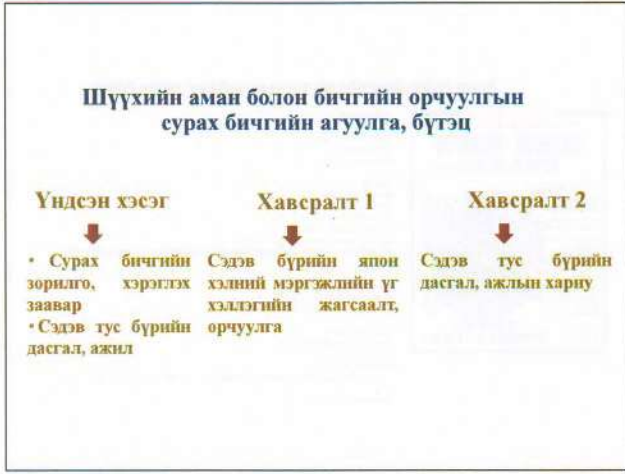 Шүүхийн аман болон бичгийн орчуулгын
сурах бичгийн агуулга, бүтэц
Үндсэн хэсэг
• Сурах бичгийн
зорилго, хэрэглэх
заавар
• Сэдэв тус бүрийн
дасгал, ажил
Хавсралт 1
Сэдэв бүрийн япон
хэлний мэргэжлийн үг
хэллэгийн жагсаалт,
орчуулга
Хавсралт 2
Сэдэв тус бүрийн
дасгал, ажлын хариу